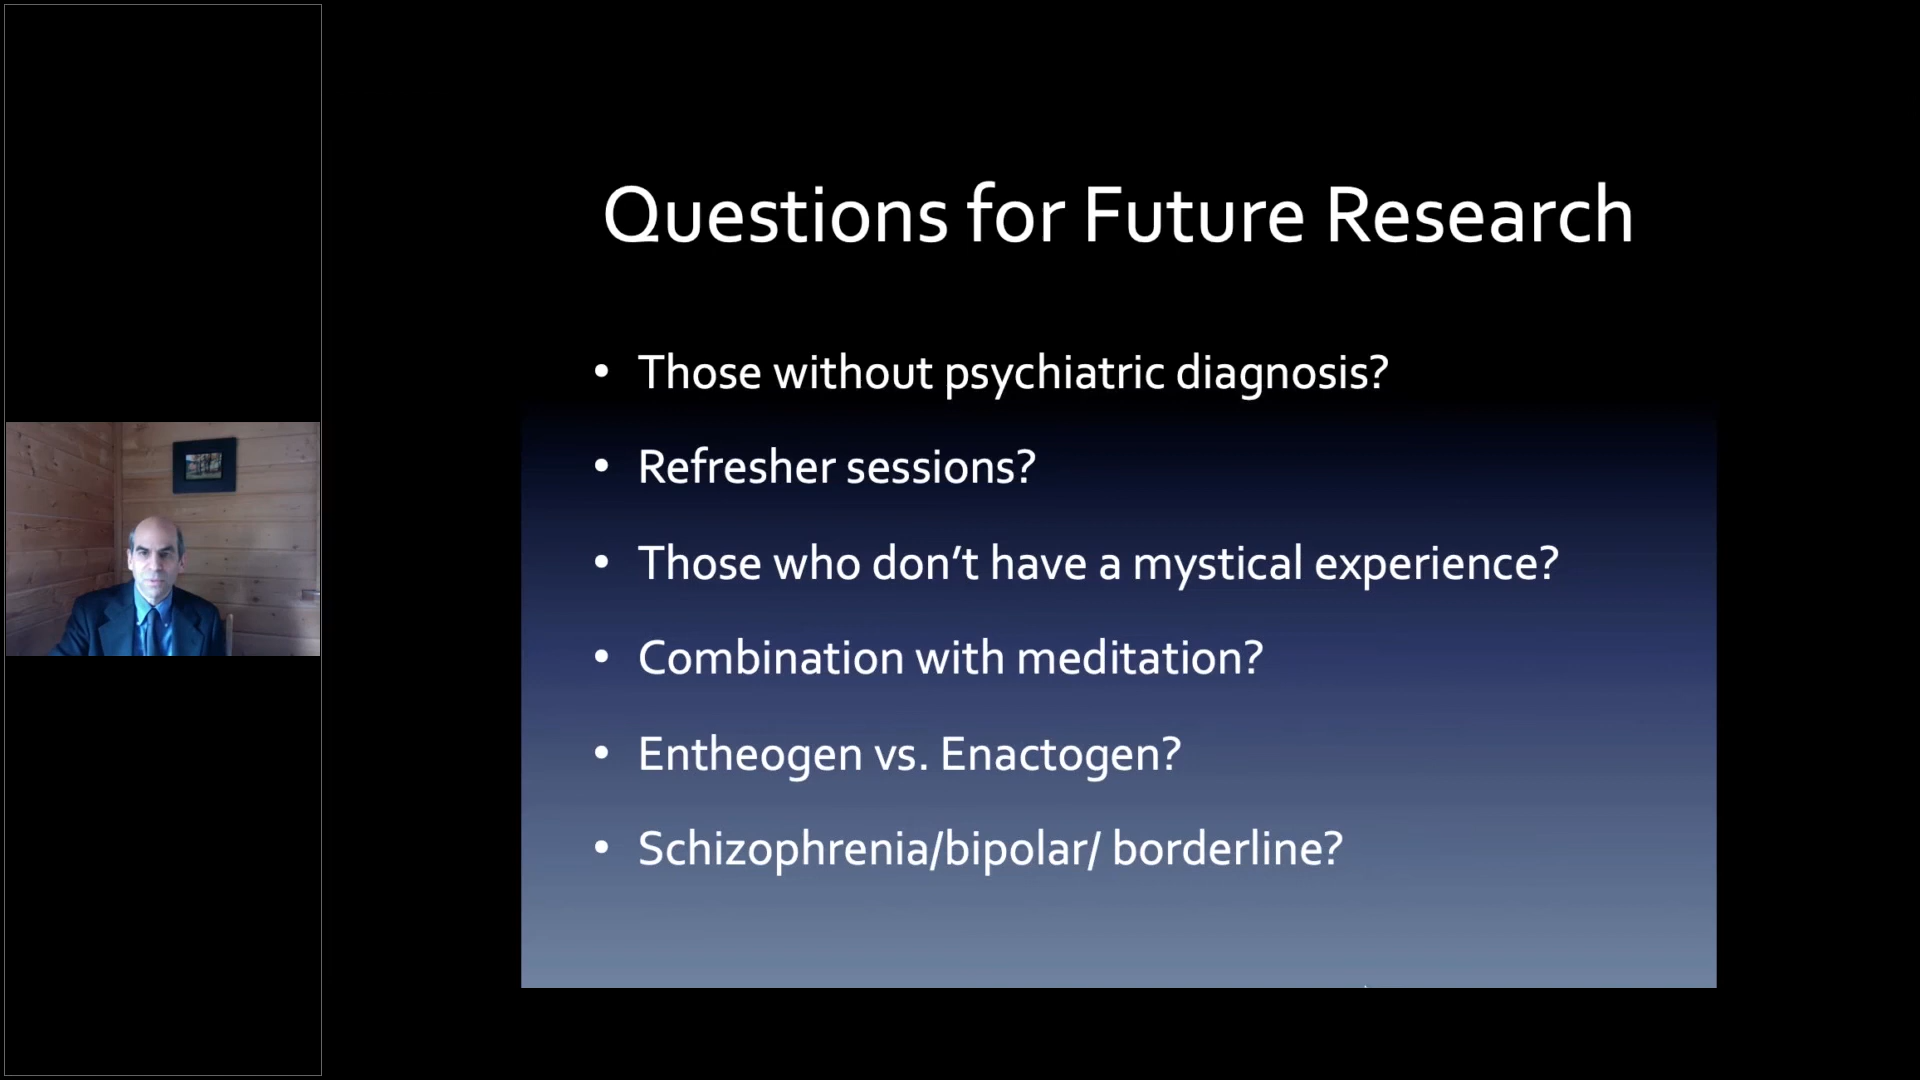 Questions for Future Research
• Those without psychiatric diagnosis?
• Refresher sessions?
• Those who don’t have a mystical experience?
• Combination with meditation?
• Entheogen vs. Enactogen?
• Schizophrenia/bipolar/ borderline?